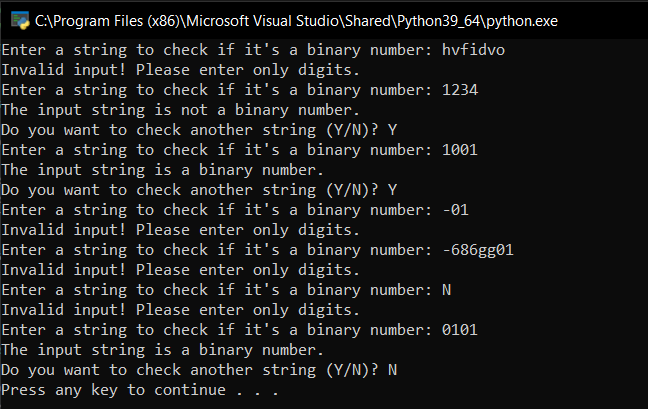 C:\Program Files (x86)\Microsoft Visual Studio\Shared\Python39_64\python.exe
Enter a string to check if it's a binary number: hvfidvo
Invalid input! Please enter only digits.
Enter a string to check if it's a binary number: 1234
The input string is not a binary number.
Do you want to check another string (Y/N)? Y
Enter a string to check if it's a binary number: 1001
The input string is a binary number.
Do you want to check another string (Y/N)? Y
Enter a string to check if it's a binary number: -01
Invalid input! Please enter only digits.
Enter a string to check if it's a binary number: -686gg01
Invalid input! Please enter only digits.
Enter a string to check if it's a binary number: N
Invalid input! Please enter only digits.
Enter a string to check if it's a binary number: 0101
The input string is a binary number.
Do you want to check another string (Y/N)? N
Press any key to continue . . .